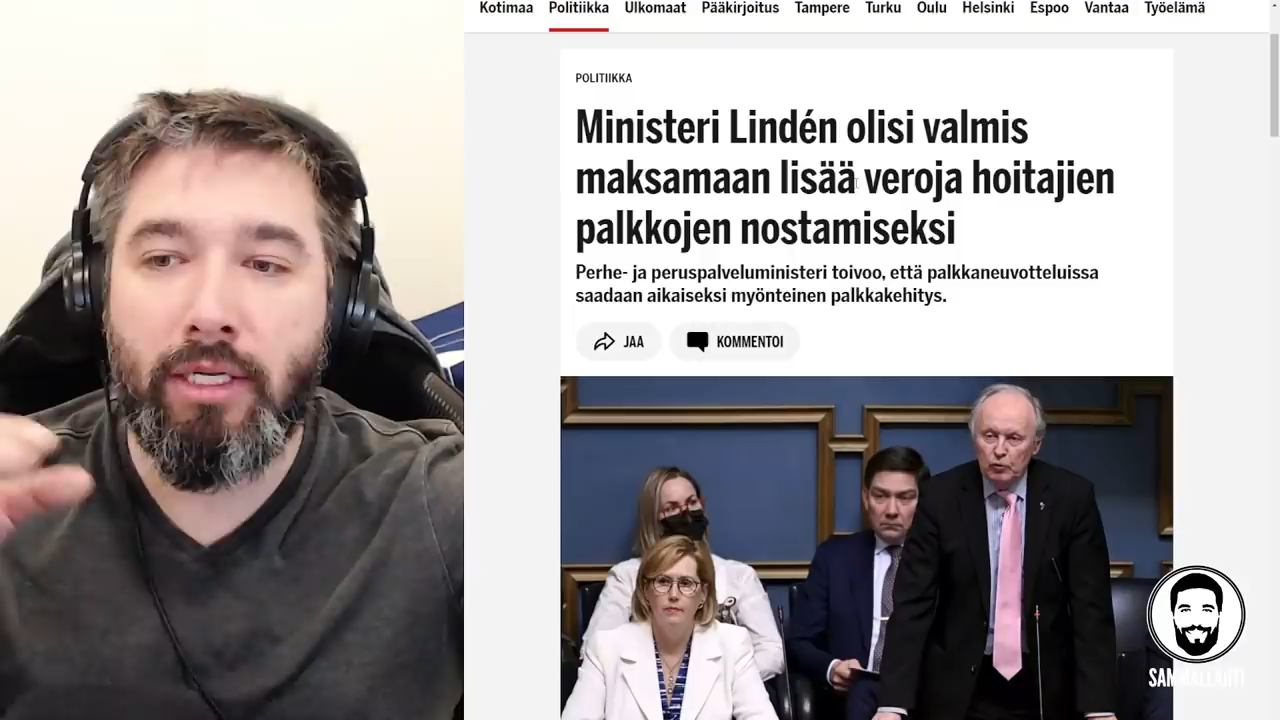 Kotimaa Politiikka Ulkomaat Pääkirjoitus Tampere Turku Oulu Helsinki Espoo Vantaa Työelämä
POLITIIKKA
Ministeri Lindén olisi valmis
maksamaan lisää veroja hoitajien
palkkojen nostamiseksi
Perhe- ja peruspalveluministeri toivoo, että palkkaneuvotteluissa
saadaan aikaiseksi myönteinen palkkakehitys.
JAA KOMMENTOI